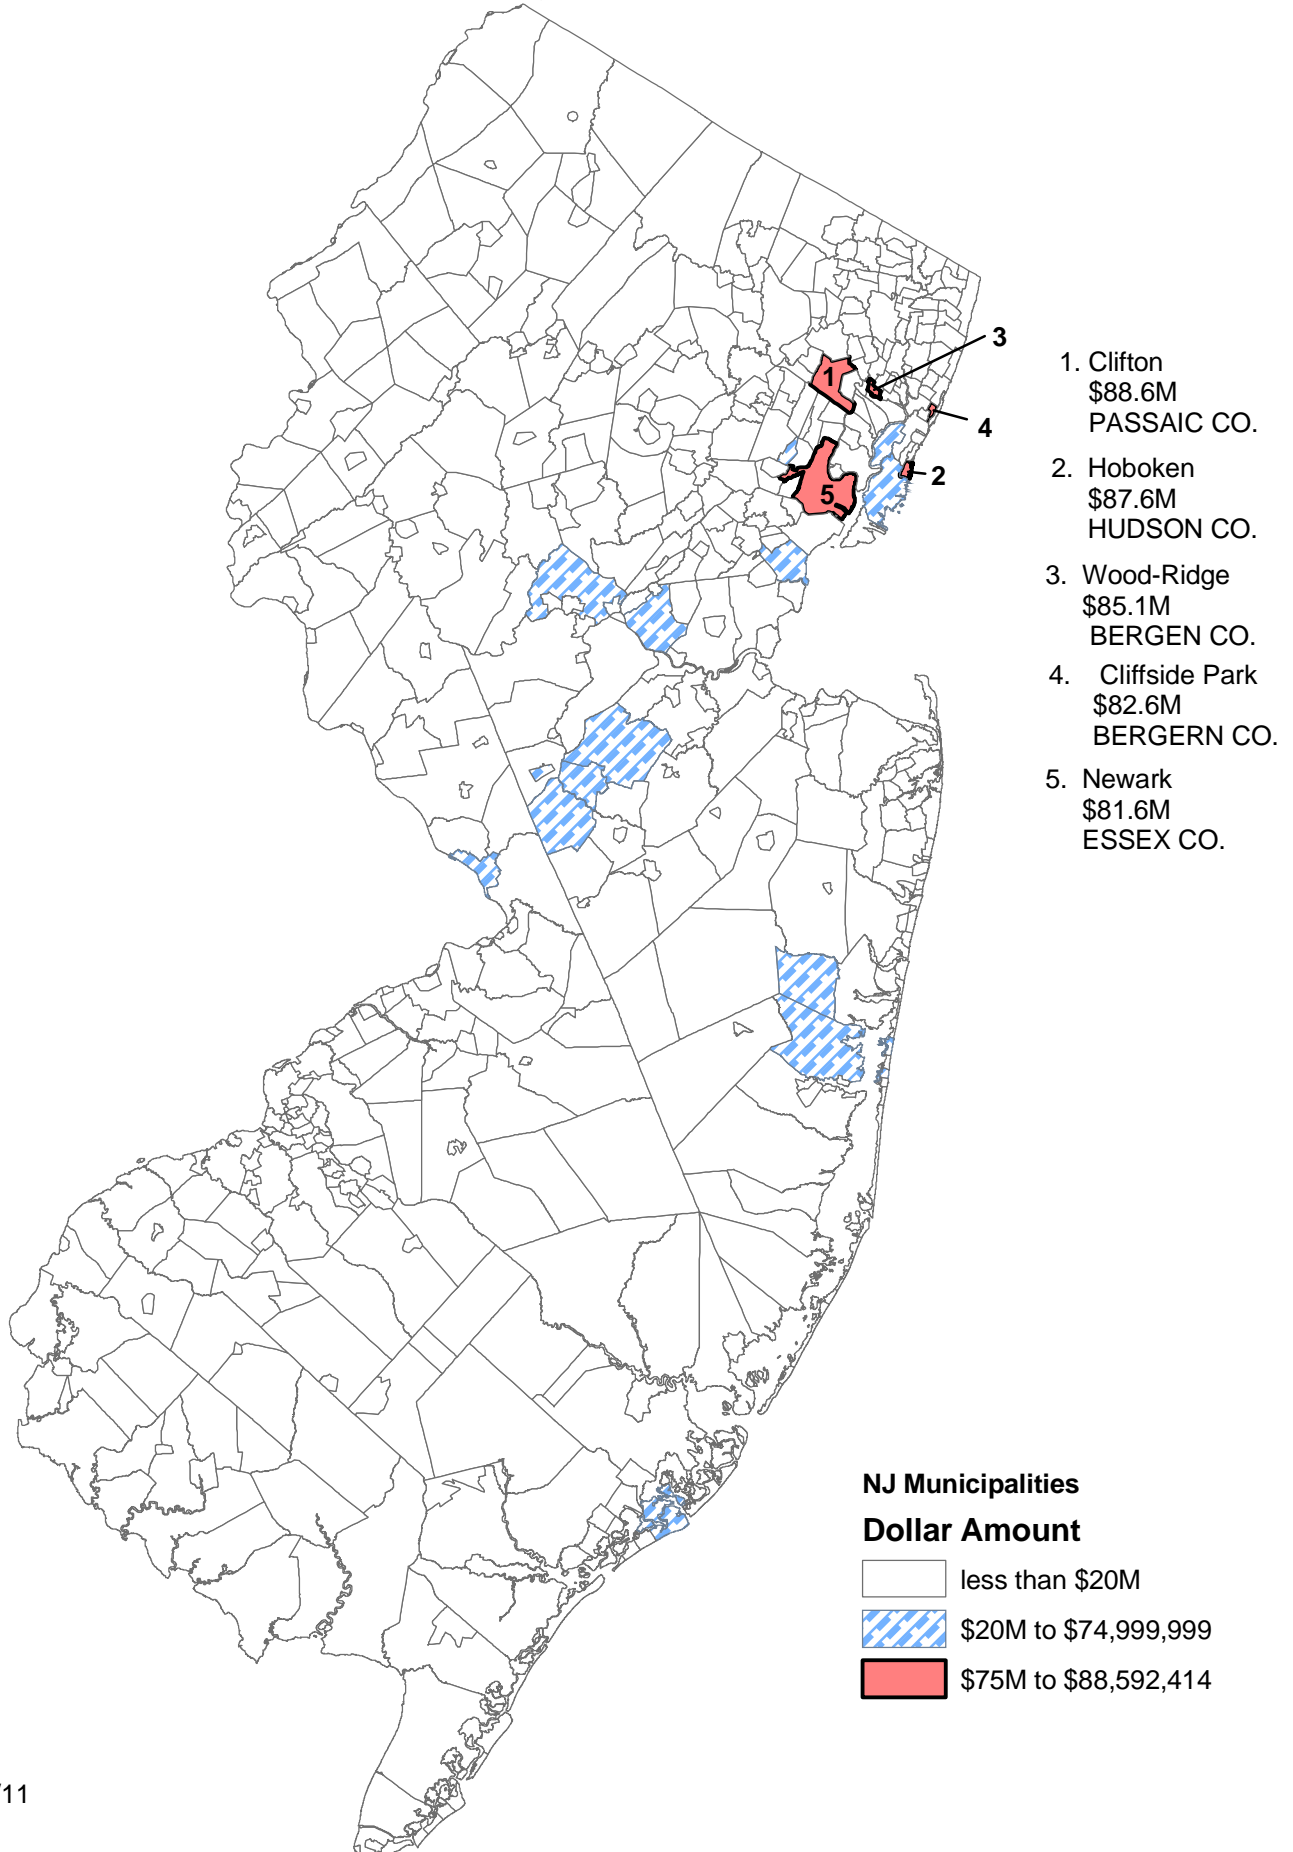 3
1
4
2
5
1. Clifton
$88.6M
PASSAIC CO.
2. Hoboken
$87.6M
HUDSON CO.
3. Wood-Ridge
$85.1M
BERGEN CO.
4. Cliffside Park
$82.6M
BERGERN CO.
5. Newark
$81.6M
ESSEX CO.
NJ Municipalities
Dollar Amount
less than $20M
$20M to $74,999,999
$75M to $88,592,414
/11